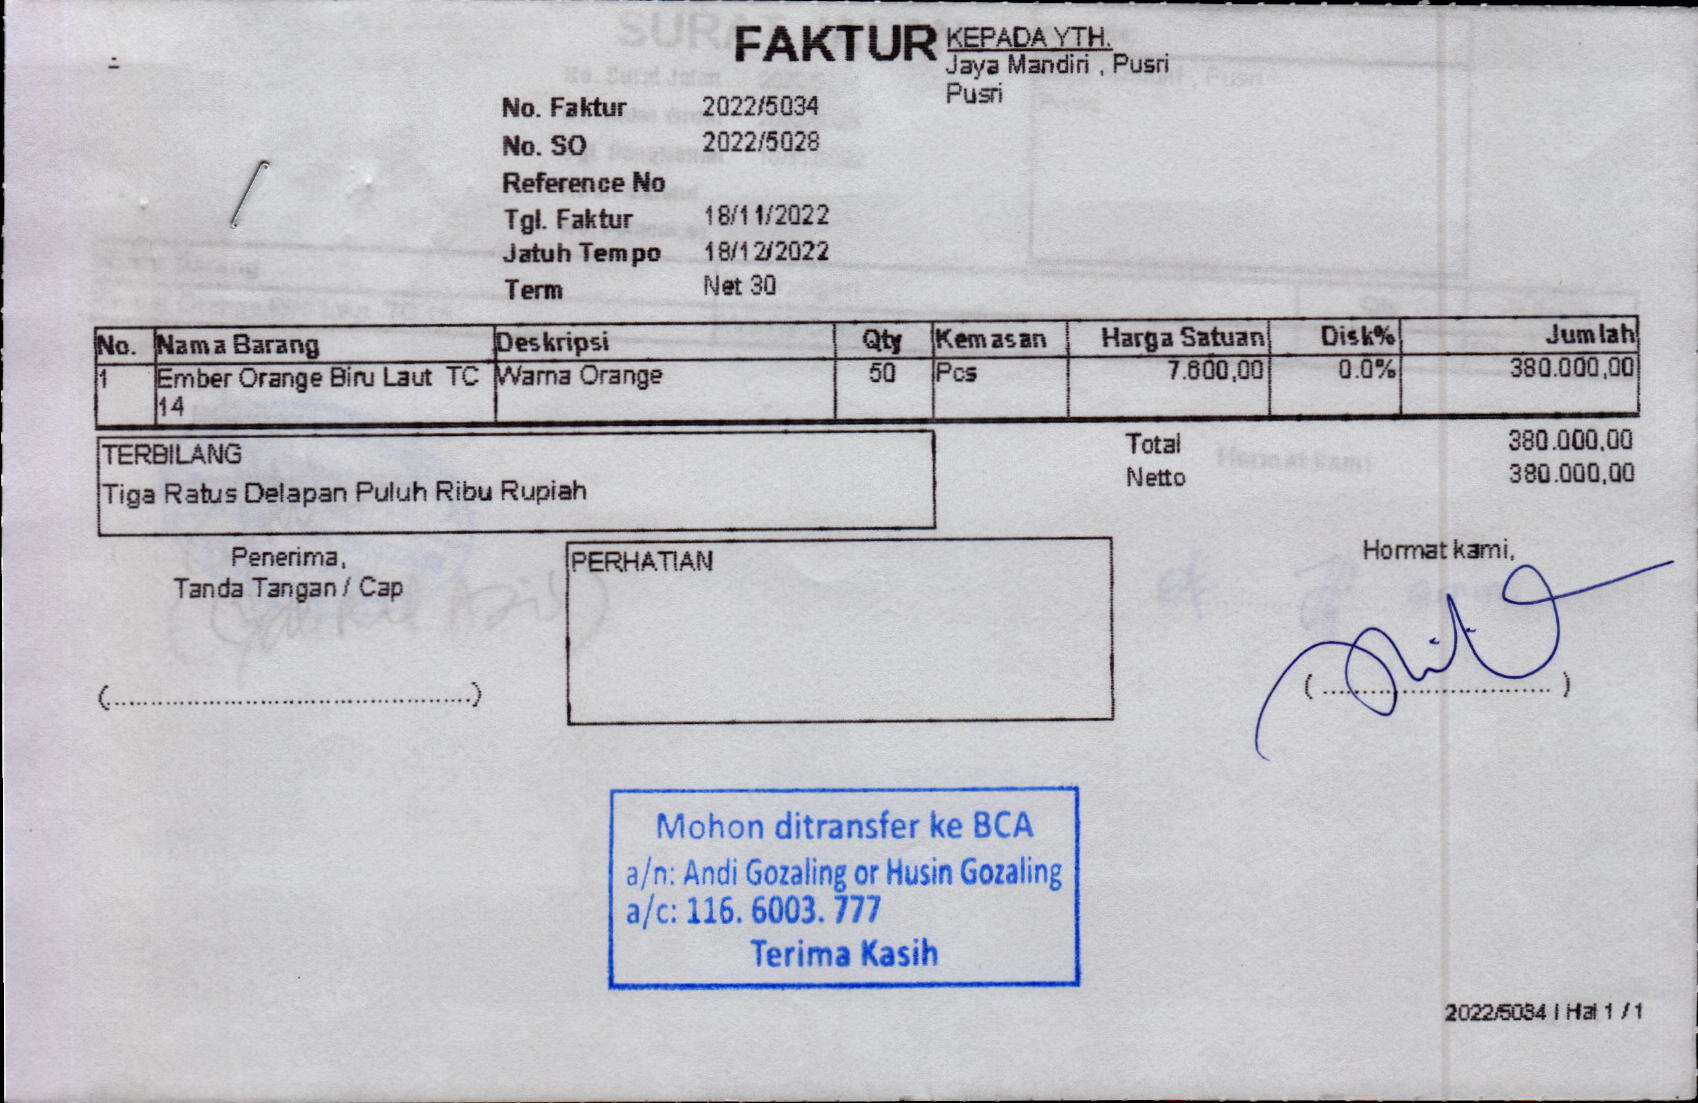 FAKTUR
KEPADA YTH.
Jaya Mandiri , Pusri
Pusri
No. Faktur 2022/5034
No. SO 2022/5028
Reference No
Tgl. Faktur 18/11/2022
Jatuh Tempo 18/12/2022
Term Net 30
No. Nama Barang Deskripsi Qty Kemasan Harga Satuan Disk% Jumlah
1 Ember Orange Biru Laut TC Warna Orange 50 Pcs 7.600,00 0.0% 380.000,00
14
TERBILANG
Tiga Ratus Delapan Puluh Ribu Rupiah
Total 380.000,00
Netto 380.000,00
Penerima,
Tanda Tangan / Cap
PERHATIAN
Hormat kami,
Mohon ditransfer ke BCA
a/n: Andi Gozaling or Husin Gozaling
a/c: 116. 6003. 777
Terima Kasih
2022/5034 | Hal 1 / 1